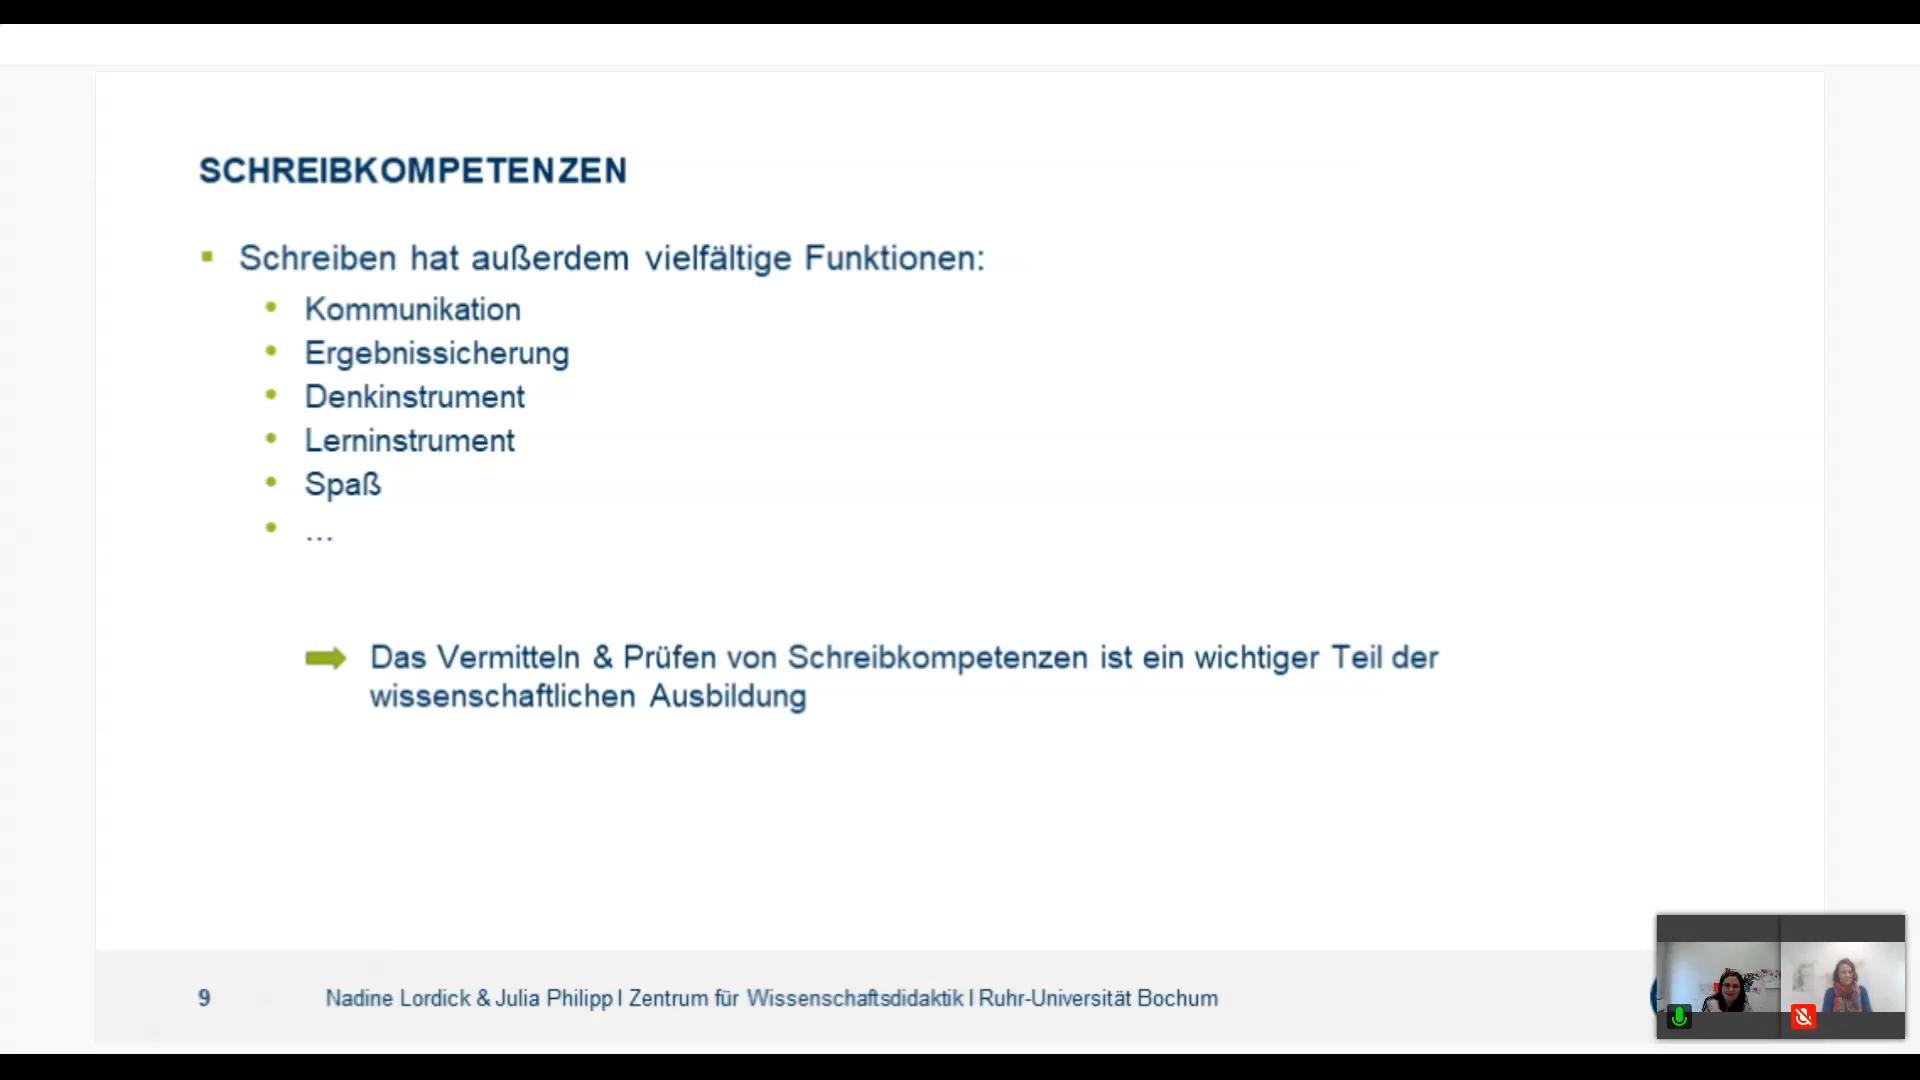 SCHREIBKOMPETENZEN
Schreiben hat außerdem vielfältige Funktionen:
Kommunikation
Ergebnissicherung
Denkinstrument
Lerninstrument
Spaß
...
Das Vermitteln & Prüfen von Schreibkompetenzen ist ein wichtiger Teil der
wissenschaftlichen Ausbildung
9 Nadine Lordick & Julia Philipp I Zentrum für Wissenschaftsdidaktik I Ruhr-Universität Bochum